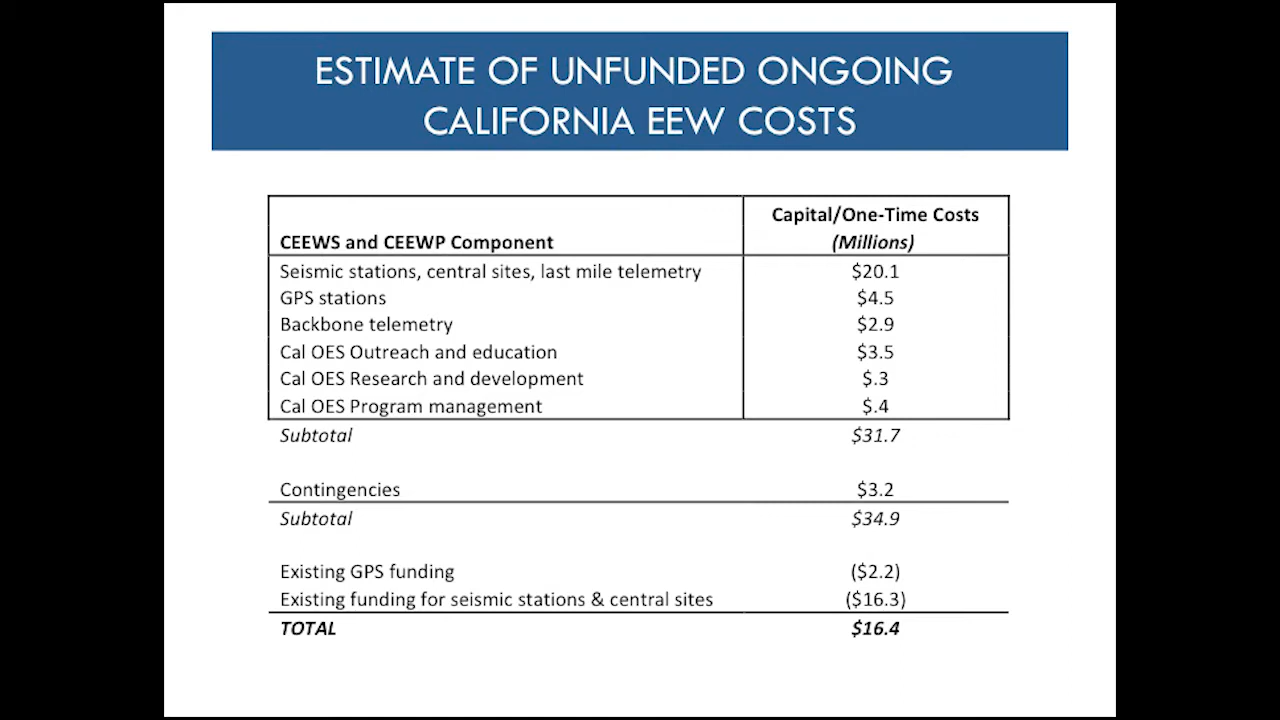 ESTIMATE OF UNFUNDED ONGOING
CALIFORNIA EEW COSTS
Capital/One-Time Costs
CEEWS and CEEWP Component (Millions)
Seismic stations, central sites, last mile telemetry $20.1
GPS stations $4.5
Backbone telemetry $2.9
Cal OES Outreach and education $3.5
Cal OES Research and development $.3
Cal OES Program management $.4
Subtotal $31.7
Contingencies $3.2
Subtotal $34.9
Existing GPS funding ($2.2)
Existing funding for seismic stations & central sites ($16.3)
TOTAL $16.4